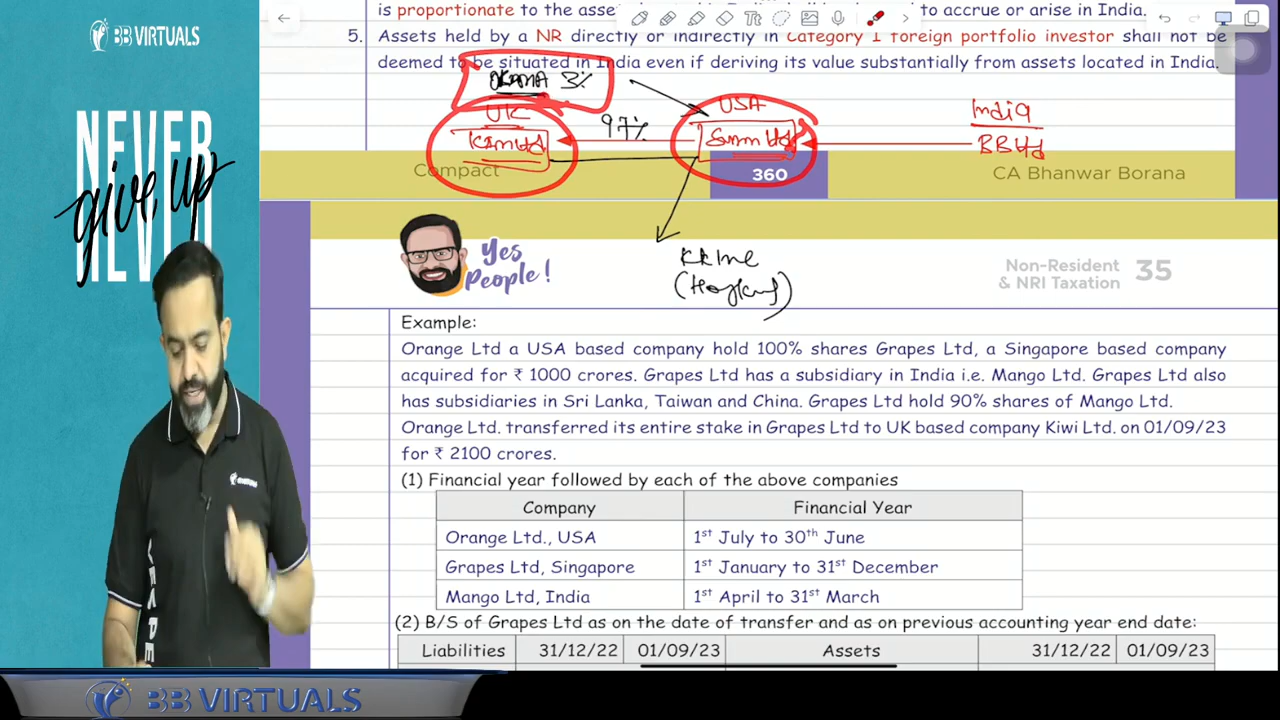 BB VIRTUALS
NEVER
give up
NEVER
is proportionate to the
to accrue or arise in India.
5. Assets held by a NR directly or indirectly in Category I foreign portfolio investor shall not be
deemed to be situated in India even if deriving its value substantially from assets located in India.
OKAMA 3%
UK
97%
USA
India
BB Ltd
Compact
360
CA Bhanwar Borana
Yes
People!
KK Inc
Non-Resident
& NRI Taxation
35
Example:
Orange Ltd a USA based company hold 100% shares Grapes Ltd, a Singapore based company
acquired for ₹ 1000 crores. Grapes Ltd has a subsidiary in India i.e. Mango Ltd. Grapes Ltd also
has subsidiaries in Sri Lanka, Taiwan and China. Grapes Ltd hold 90% shares of Mango Ltd.
Orange Ltd. transferred its entire stake in Grapes Ltd to UK based company Kiwi Ltd. on 01/09/23
for ₹ 2100 crores.
(1) Financial year followed by each of the above companies
Company Financial Year
Orange Ltd., USA 1st July to 30th June
Grapes Ltd, Singapore 1st January to 31st December
Mango Ltd, India 1st April to 31st March
(2) B/S of Grapes Ltd as on the date of transfer and as on previous accounting year end date:
Liabilities 31/12/22 01/09/23 Assets 31/12/22 01/09/23
BB VIRTUALS